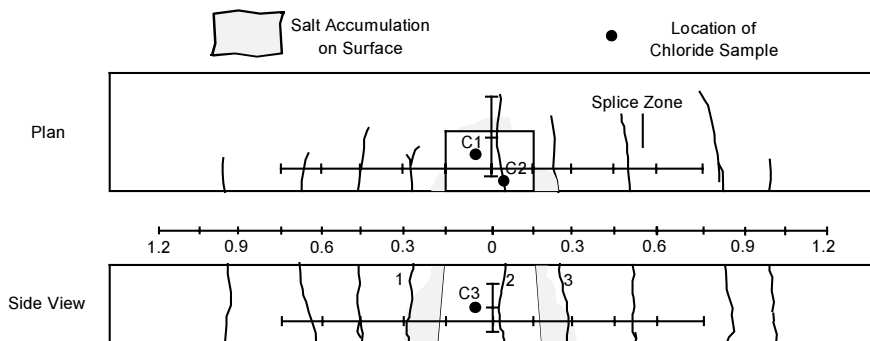 Salt Accumulation
on Surface
Location of
Chloride Sample
Plan
Splice Zone
C1
C2
1.2 0.9 0.6 0.3 0 0.3 0.6 0.9 1.2
Side View
1 2 3
C3